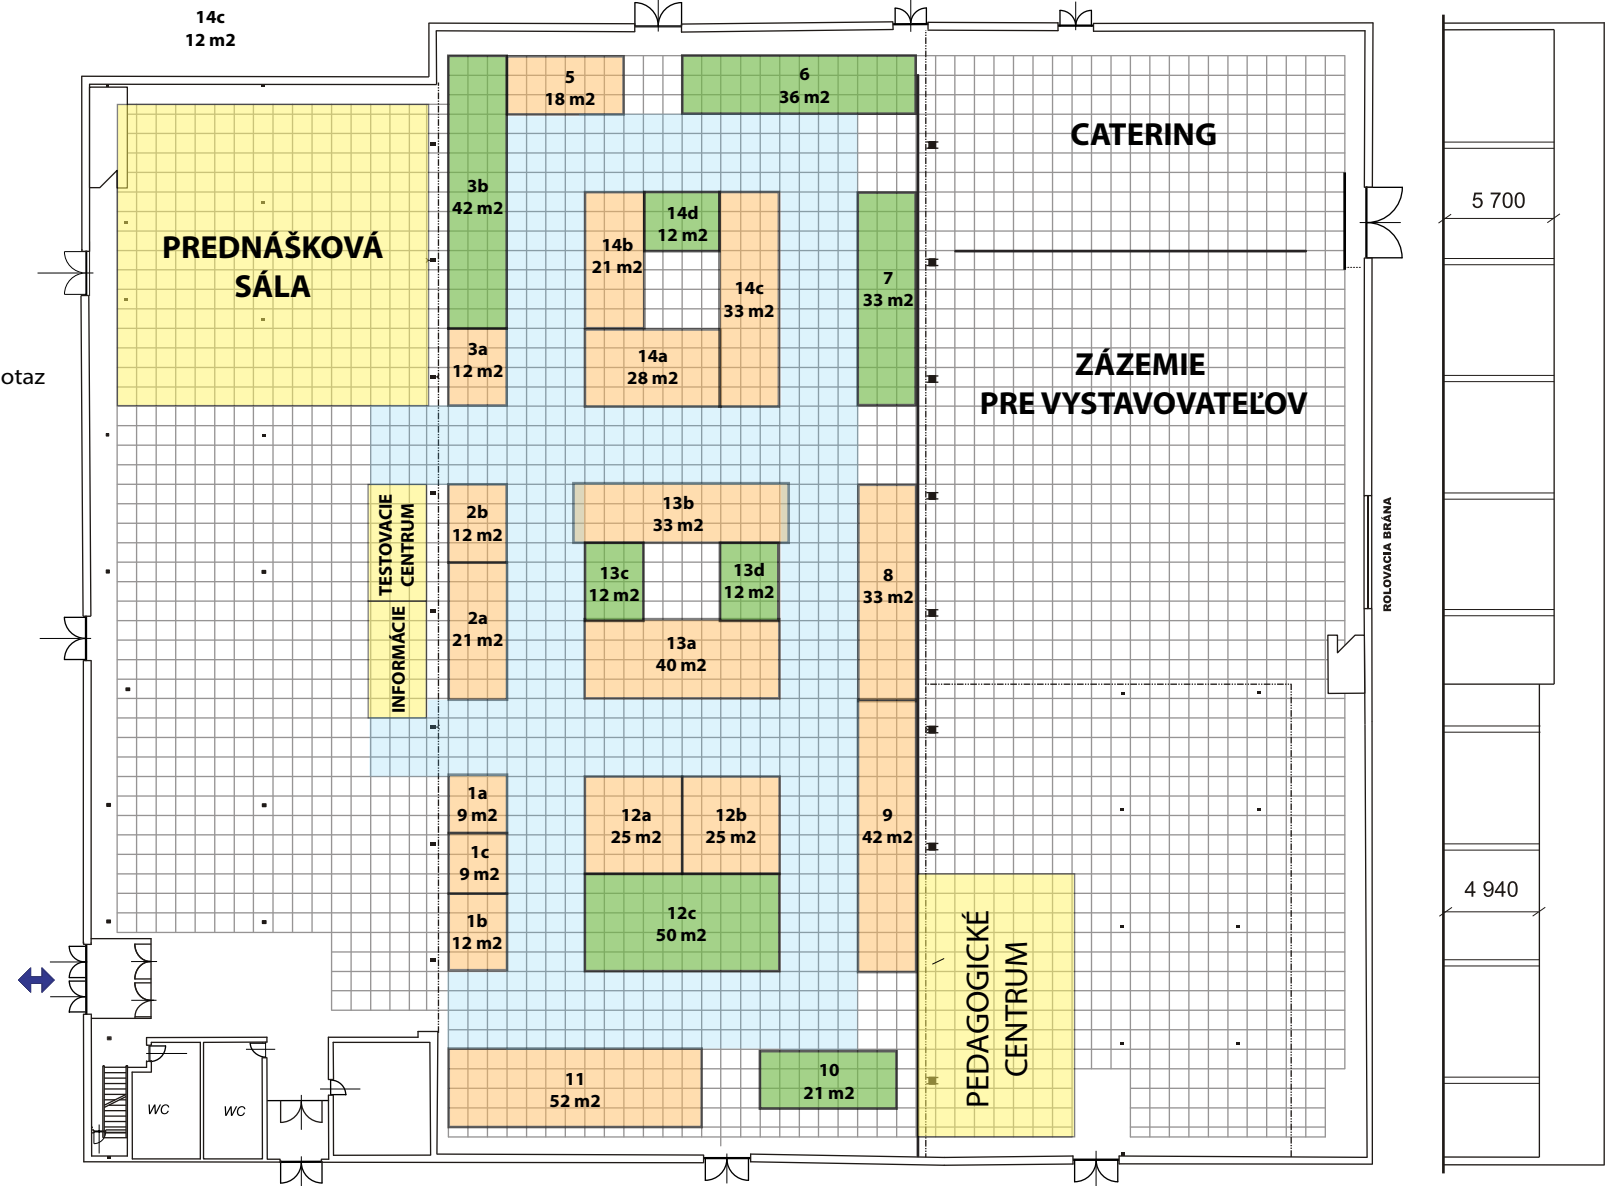 14c
12 m2
5
18 m2
6
36 m2
CATERING
3b
42 m2
5 700
14d
12 m2
14b
21 m2
PREDNÁŠKOVÁ
SÁLA
14c
33 m2
7
33 m2
3a
12 m2
14a
28 m2
ZÁZEMIE
PRE VYSTAVOVATEĽOV
otaz
TESTOVACIE
CENTRUM
2b
12 m2
13b
33 m2
ROLOVACIA BRÁNA
13c
12 m2
13d
12 m2
8
33 m2
INFORMÁCIE
2a
21 m2
13a
40 m2
1a
9 m2
12a
25 m2
12b
25 m2
9
42 m2
1c
9 m2
4 940
1b
12 m2
12c
50 m2
PEDAGOGICKÉ
CENTRUM
11
52 m2
10
21 m2
WC
WC